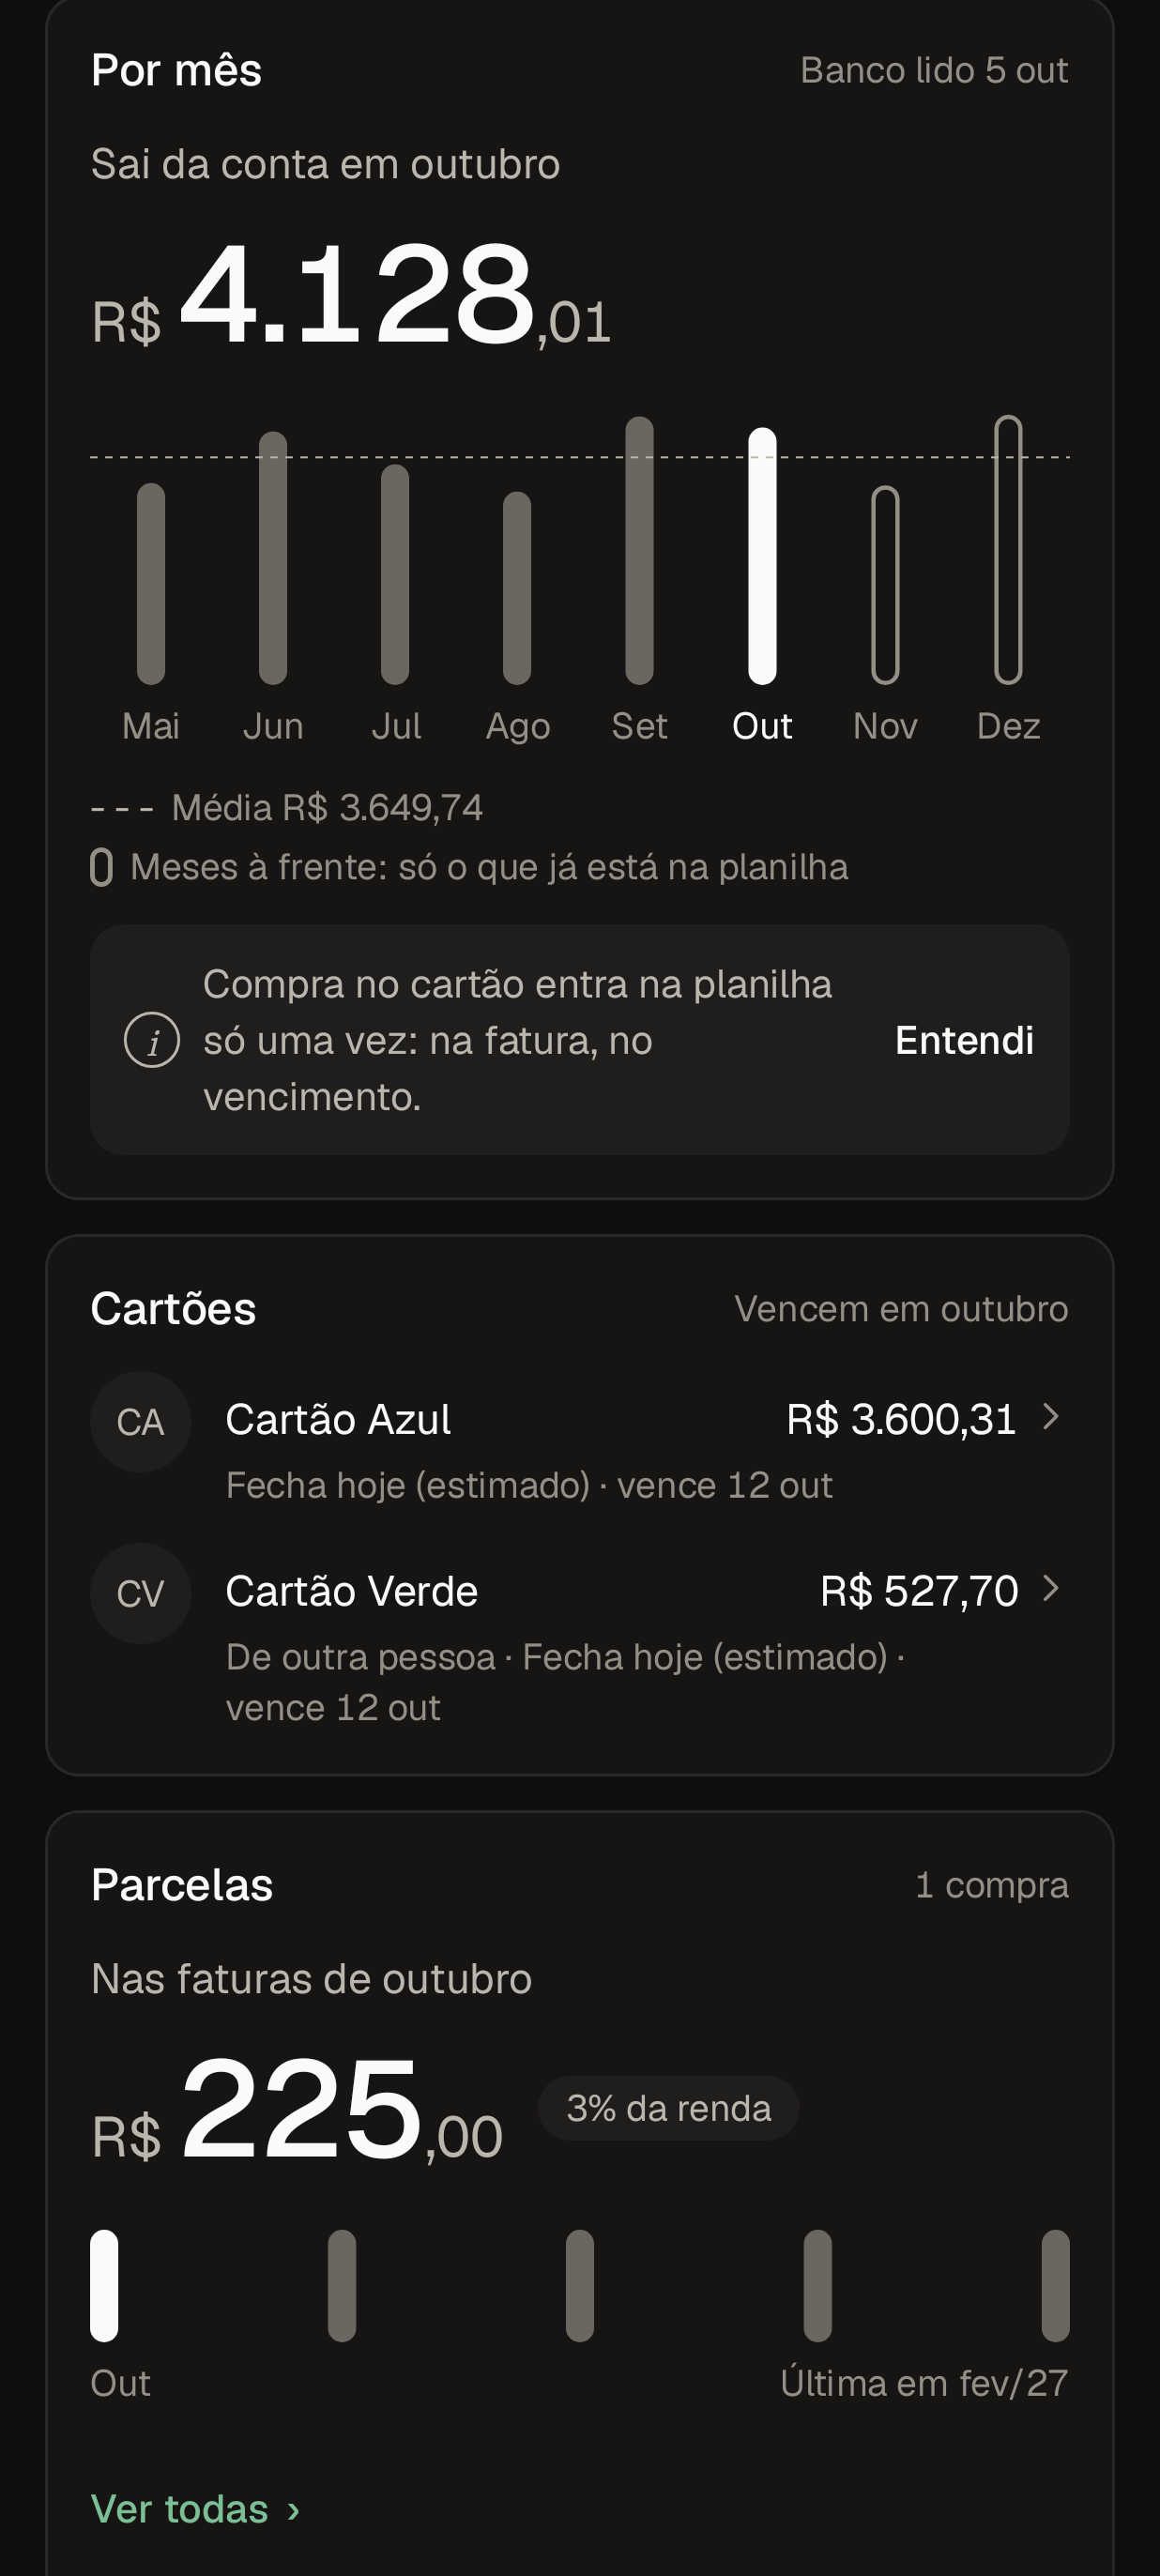 Por mês
Banco lido 5 out
Sai da conta em outubro
R$ 4.128,01
Mai Jun Jul Ago Set Out Nov Dez
--- Média R$ 3.649,74
Meses à frente: só o que já está na planilha
Compra no cartão entra na planilha
só uma vez: na fatura, no
vencimento.
Entendi
Cartões
Vencem em outubro
CA
Cartão Azul
R$ 3.600,31
Fecha hoje (estimado) · vence 12 out
CV
Cartão Verde
R$ 527,70
De outra pessoa · Fecha hoje (estimado) ·
vence 12 out
Parcelas
1 compra
Nas faturas de outubro
R$ 225,00
3% da renda
Out
Última em fev/27
Ver todas ›